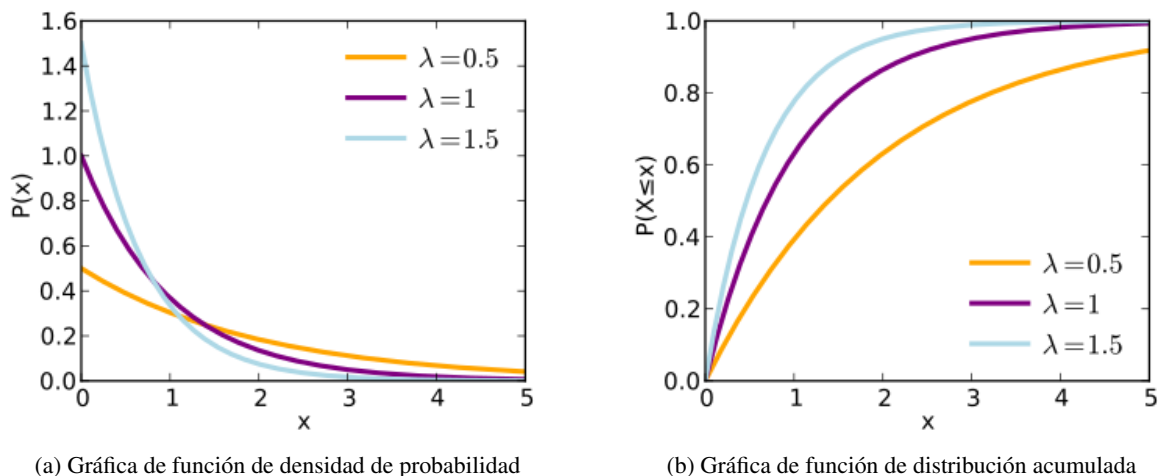 1.6
1.4
1.2
1.0
0.8
0.6
0.4
0.2
0.0
P(x)
λ=0.5
λ=1
λ=1.5
0 1 2 3 4 5
x
(a) Gráfica de función de densidad de probabilidad
1.0
0.8
0.6
0.4
0.2
0.0
P(X≤x)
λ=0.5
λ=1
λ=1.5
0 1 2 3 4 5
x
(b) Gráfica de función de distribución acumulada